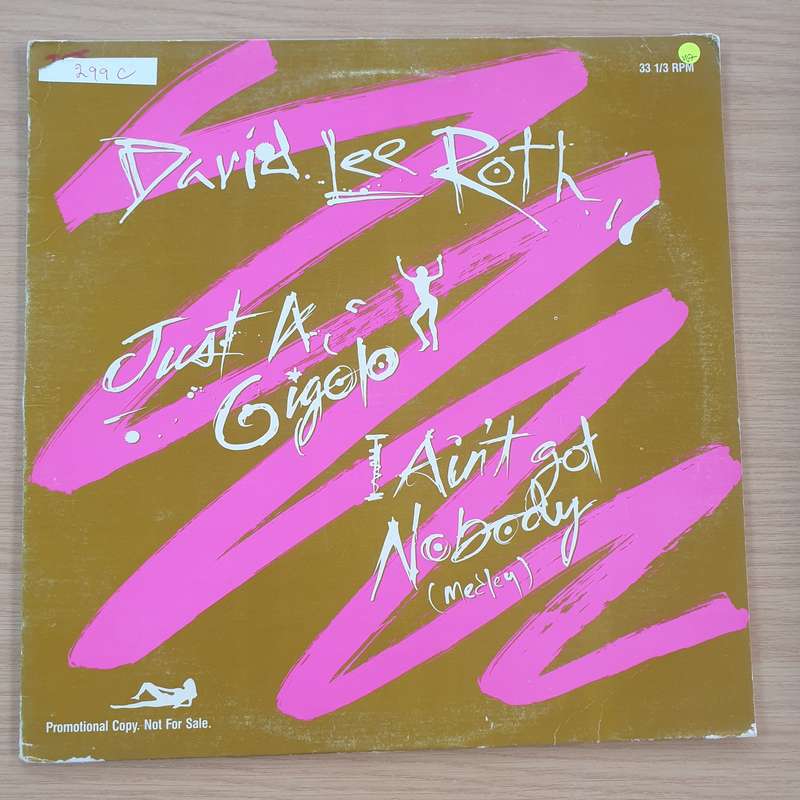 299 C
33 1/3 RPM
David Lee Roth
Just A
Gigolo
I Ain't got
Nobody
(Medley)
Promotional Copy. Not For Sale.